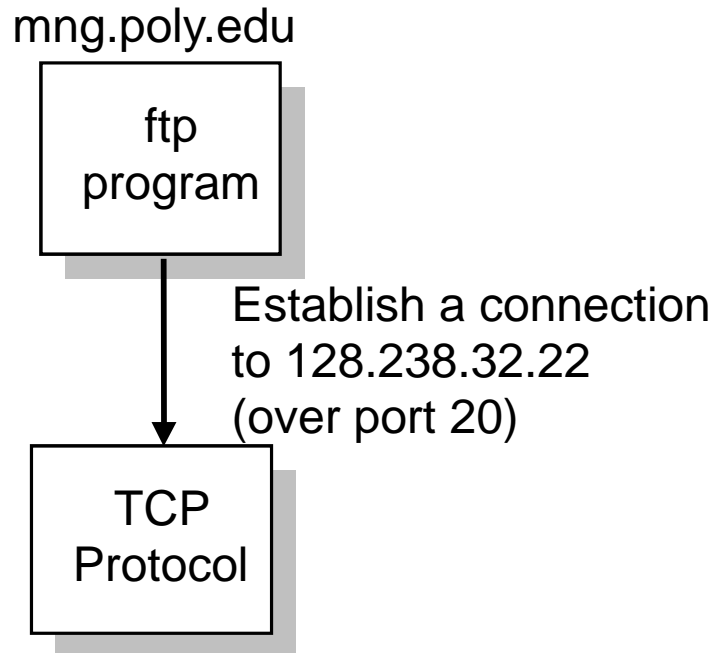 mng.poly.edu
ftp
program
Establish a connection
to 128.238.32.22
(over port 20)
TCP
Protocol